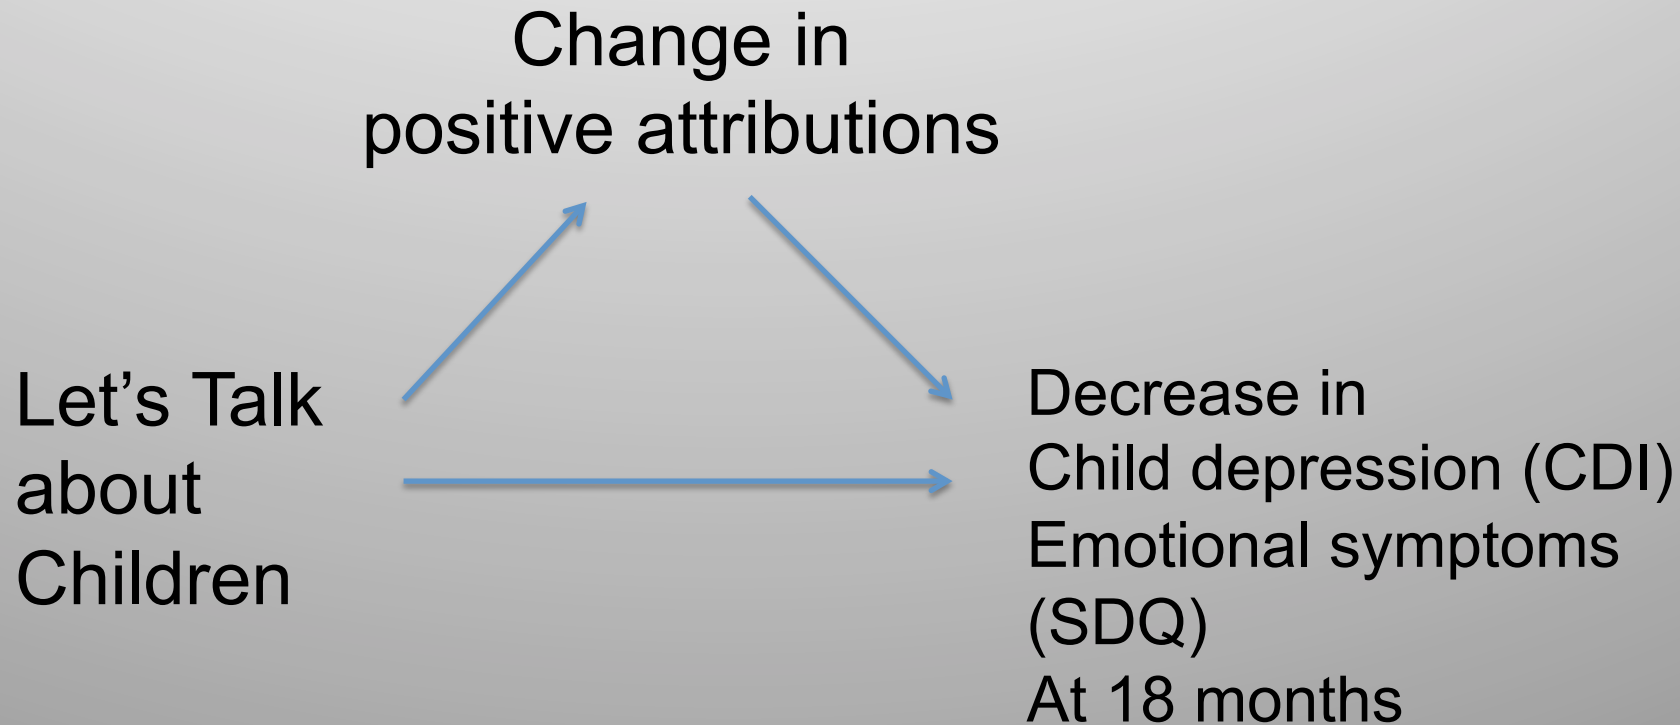 Change in
positive attributions
Let’s Talk
about
Children
Decrease in
Child depression (CDI)
Emotional symptoms
(SDQ)
At 18 months